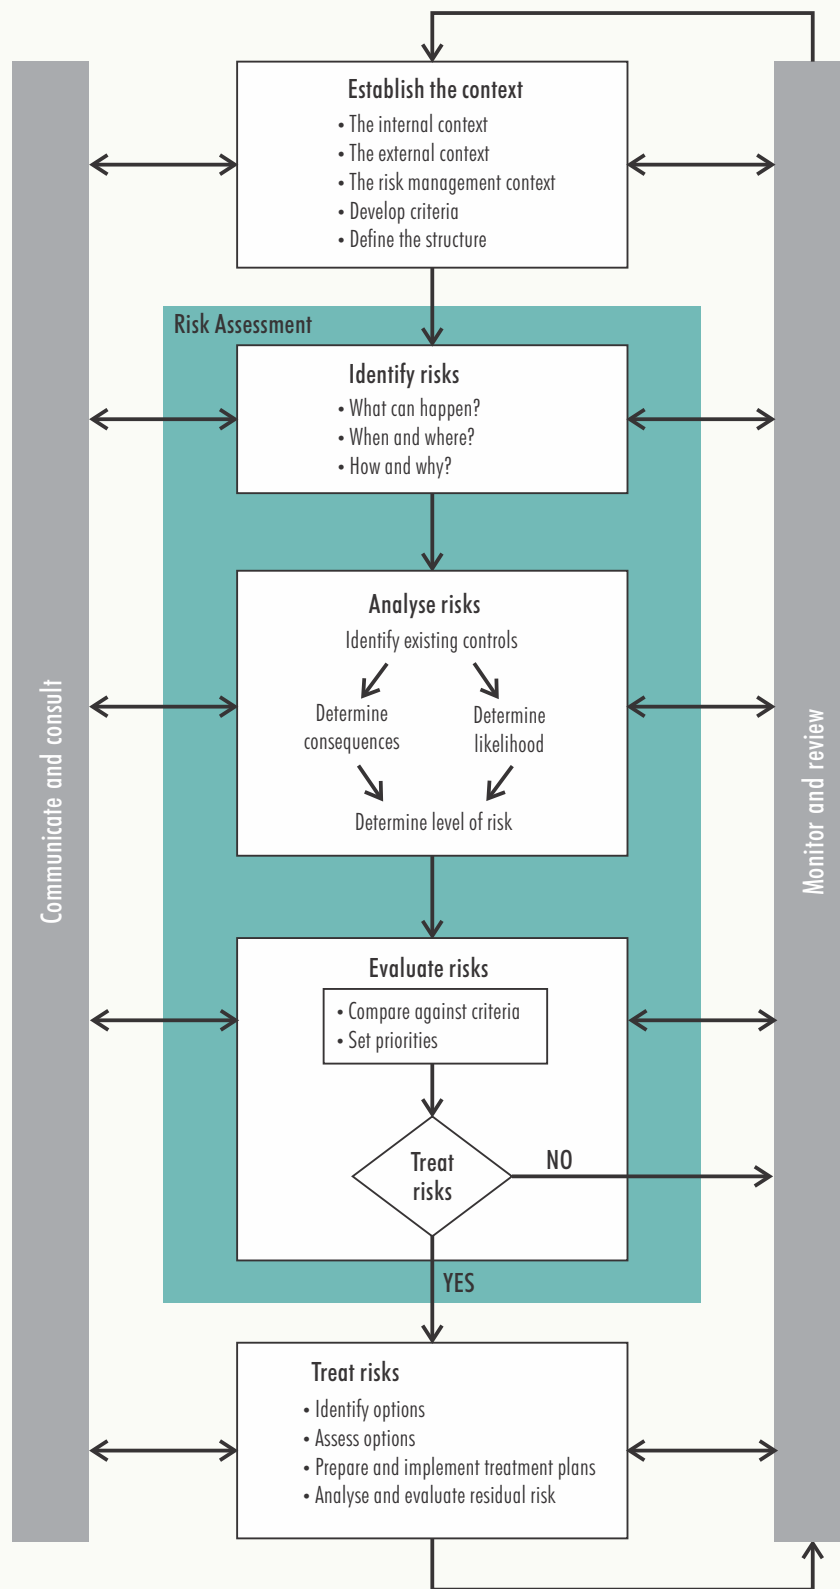 Establish the context
• The internal context
• The external context
• The risk management context
• Develop criteria
• Define the structure
Risk Assessment
Identify risks
• What can happen?
• When and where?
• How and why?
Analyse risks
Identify existing controls
Determine
consequences
Determine
likelihood
Determine level of risk
Evaluate risks
• Compare against criteria
• Set priorities
Treat
risks
NO
YES
Treat risks
• Identify options
• Assess options
• Prepare and implement treatment plans
• Analyse and evaluate residual risk
Communicate and consult
Monitor and review